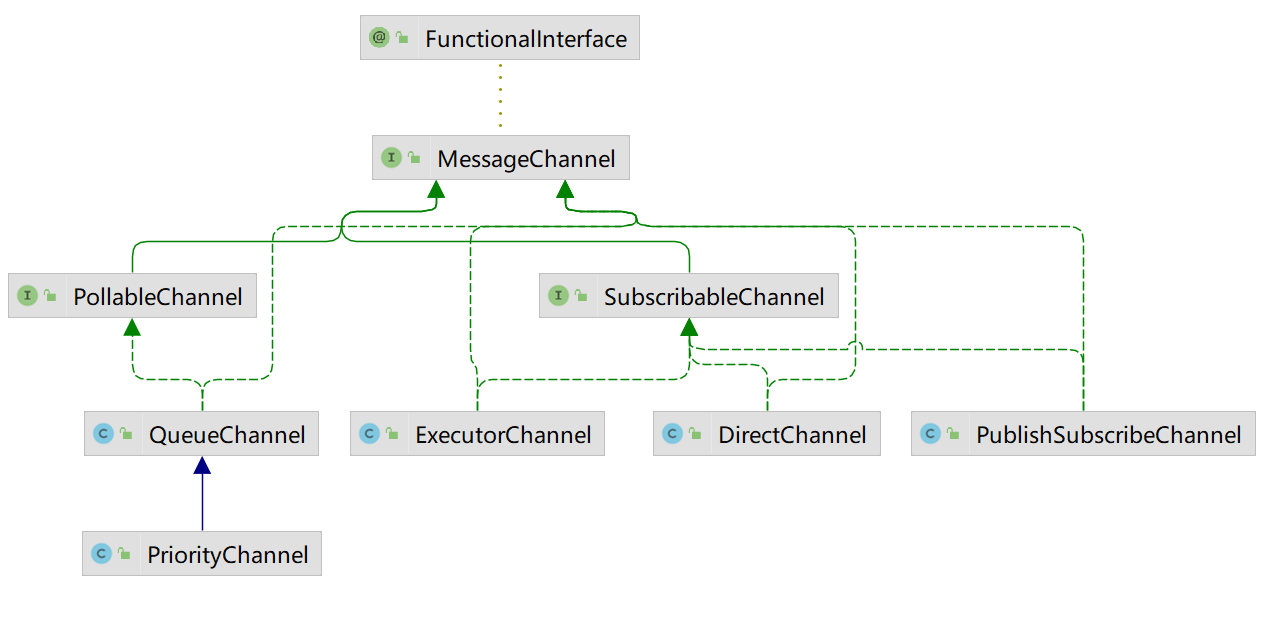 @ FunctionalInterface
I MessageChannel
I PollableChannel
I SubscribableChannel
C QueueChannel
C ExecutorChannel
C DirectChannel
C PublishSubscribeChannel
C PriorityChannel